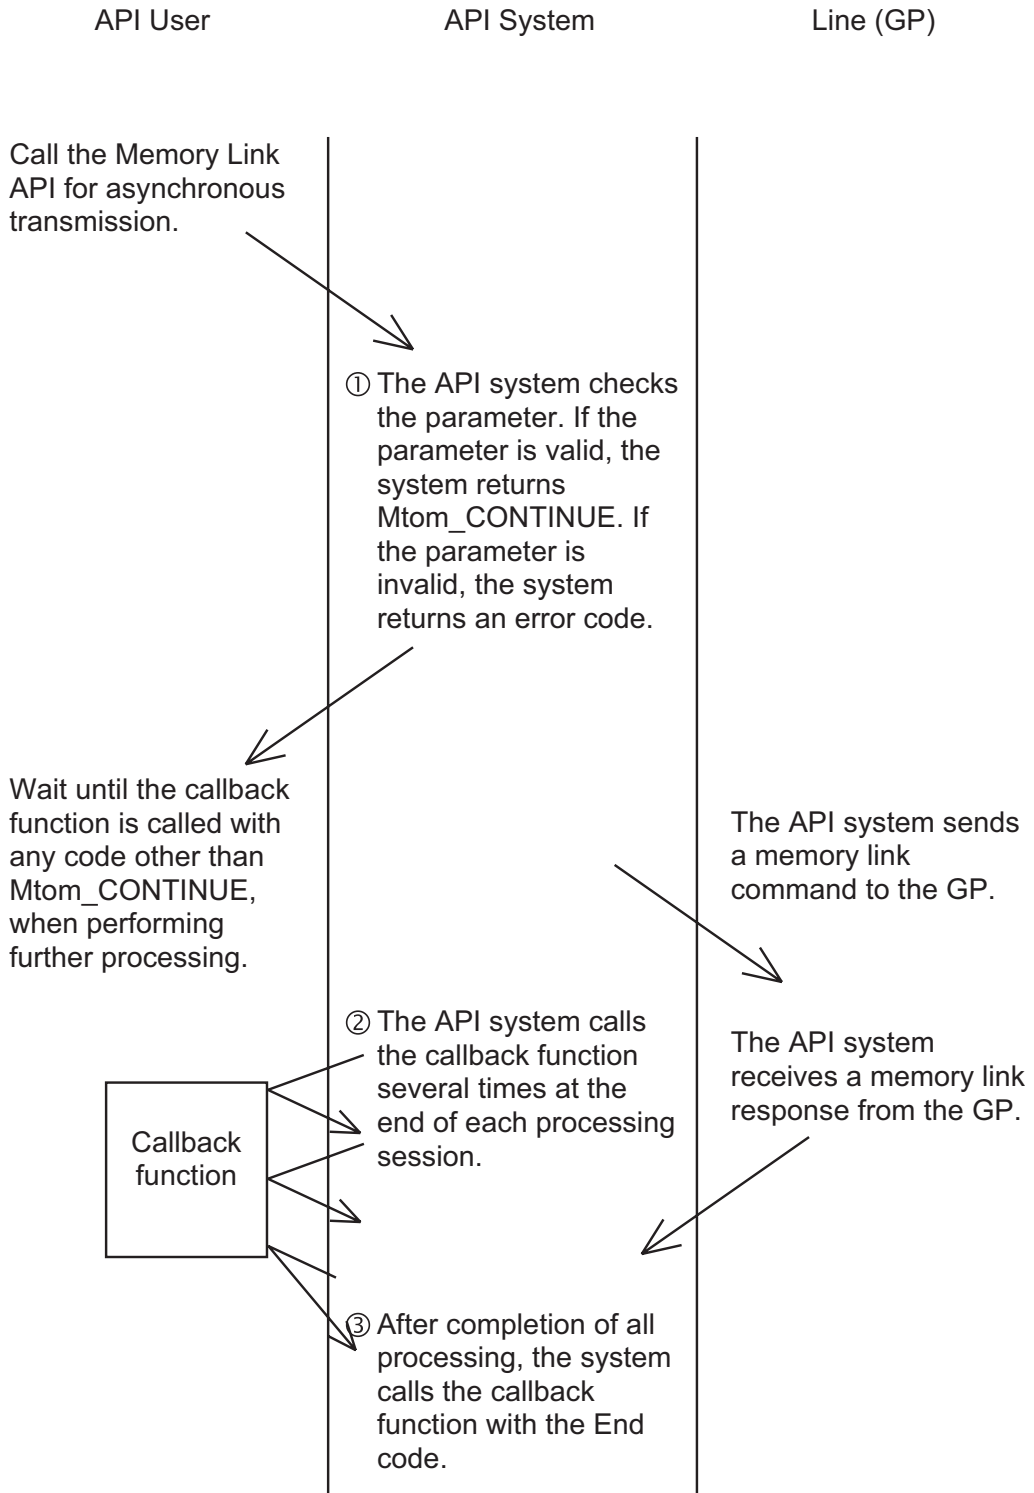 API User
API System
Line (GP)
Call the Memory Link
API for asynchronous
transmission.
① The API system checks
the parameter. If the
parameter is valid, the
system returns
Mtom_CONTINUE. If
the parameter is
invalid, the system
returns an error code.
Wait until the callback
function is called with
any code other than
Mtom_CONTINUE,
when performing
further processing.
The API system sends
a memory link
command to the GP.
② The API system calls
the callback function
several times at the
end of each processing
session.
The API system
receives a memory link
response from the GP.
Callback
function
③ After completion of all
processing, the system
calls the callback
function with the End
code.